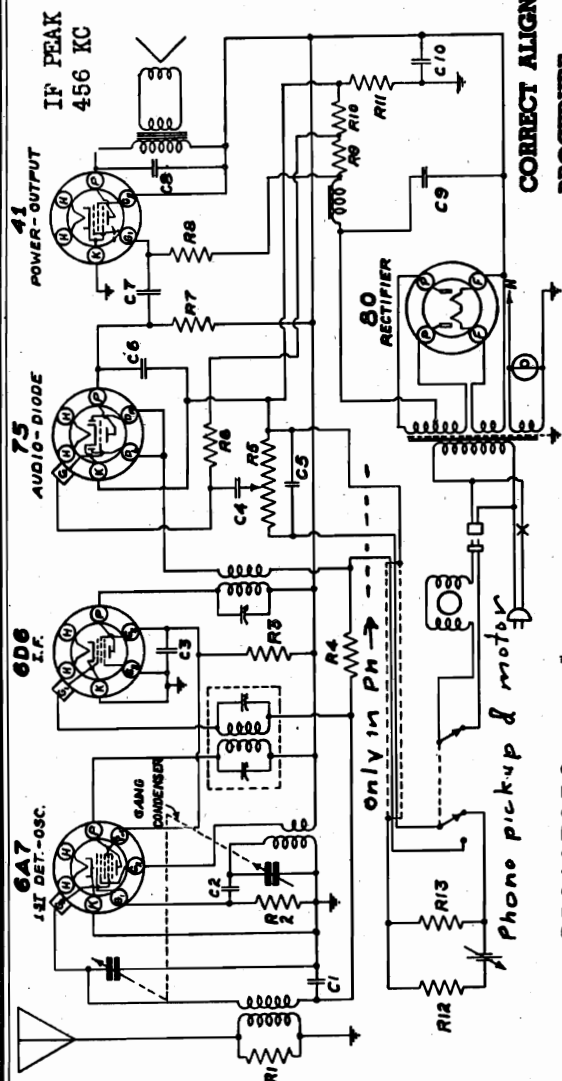 6A7
1ST DET.-OSC.
6D6
I.F.
75
AUDIO-DIODE
41
POWER-OUTPUT
IF PEAK
456 KC
GANG
CONDENSER
H H K P
H H K P
H H K P
H H K P
C1
C2
C3
C4
C5
C6
C7
C8
C9
C10
R1
R2
R3
R4
R5
R6
R7
R8
R9
R10
R11
R12
R13
80
RECTIFIER
P P F F
N
X
only in Ph →
Phono pickup & motor
CORRECT ALIGN